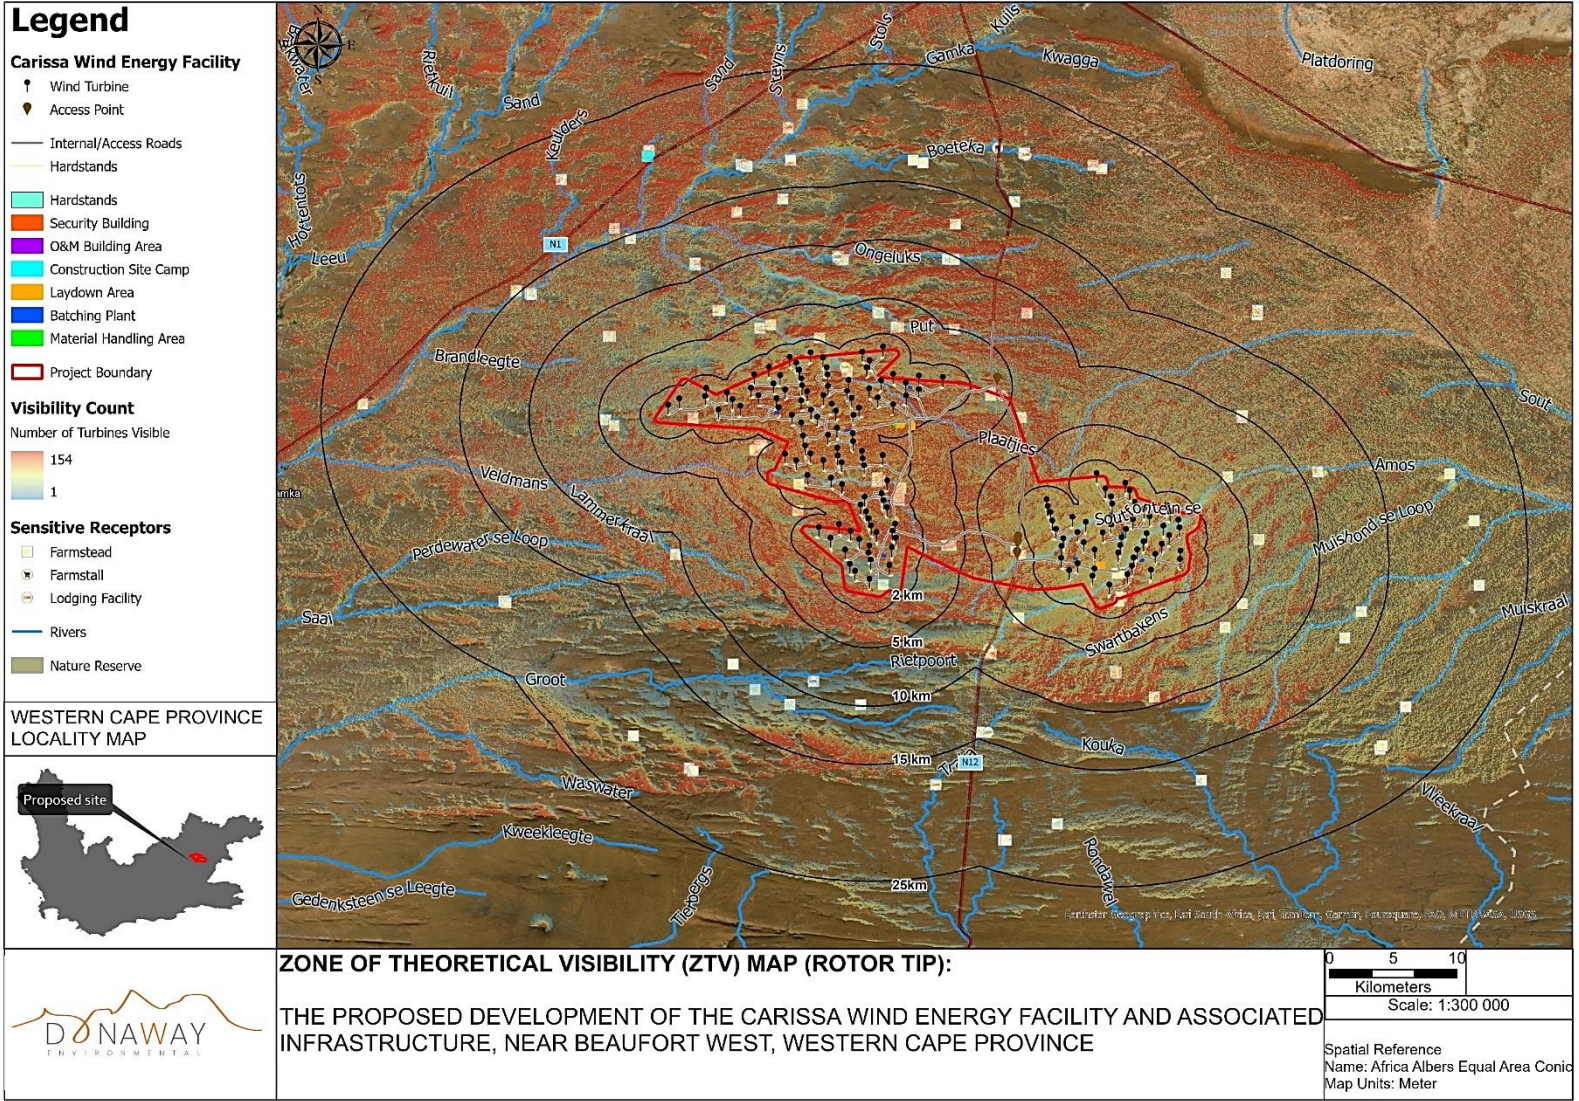 Legend
Carissa Wind Energy Facility
Wind Turbine
Access Point
Internal/Access Roads
Hardstands
Hardstands
Security Building
O&M Building Area
Construction Site Camp
Laydown Area
Batching Plant
Material Handling Area
Project Boundary
Visibility Count
Number of Turbines Visible
154
1
Sensitive Receptors
Farmstead
Farmstall
Lodging Facility
Rivers
Nature Reserve
WESTERN CAPE PROVINCE
LOCALITY MAP
Proposed site
DONAWAY
ENVIRONMENTAL
N
E
S
Rietkuil
Sand
Keulders
Hottentots
Leeu
Sand
Steyns
Stols
Gamka
Kuils
Kwagga
Platdoring
Boeteka
N1
Ongeluks
Put
Brandleegte
Sout
Plaatjies
Amos
Veldmans
Lammerkraal
Soutfontein se
Muishond se Loop
Perdewater se Loop
2 km
Muiskraal
Saai
Swartbakens
5 km
Rietpoort
Groot
10 km
Kouka
15 km
N12
Waswater
Vlieekraal
Kweekleegte
Rondawel
Tierbergs
25km
Gedenksteen se Leegte
ZONE OF THEORETICAL VISIBILITY (ZTV) MAP (ROTOR TIP):
THE PROPOSED DEVELOPMENT OF THE CARISSA WIND ENERGY FACILITY AND ASSOCIATED
INFRASTRUCTURE, NEAR BEAUFORT WEST, WESTERN CAPE PROVINCE
0 5 10
Kilometers
Scale: 1:300 000
Spatial Reference
Name: Africa Albers Equal Area Conic
Map Units: Meter